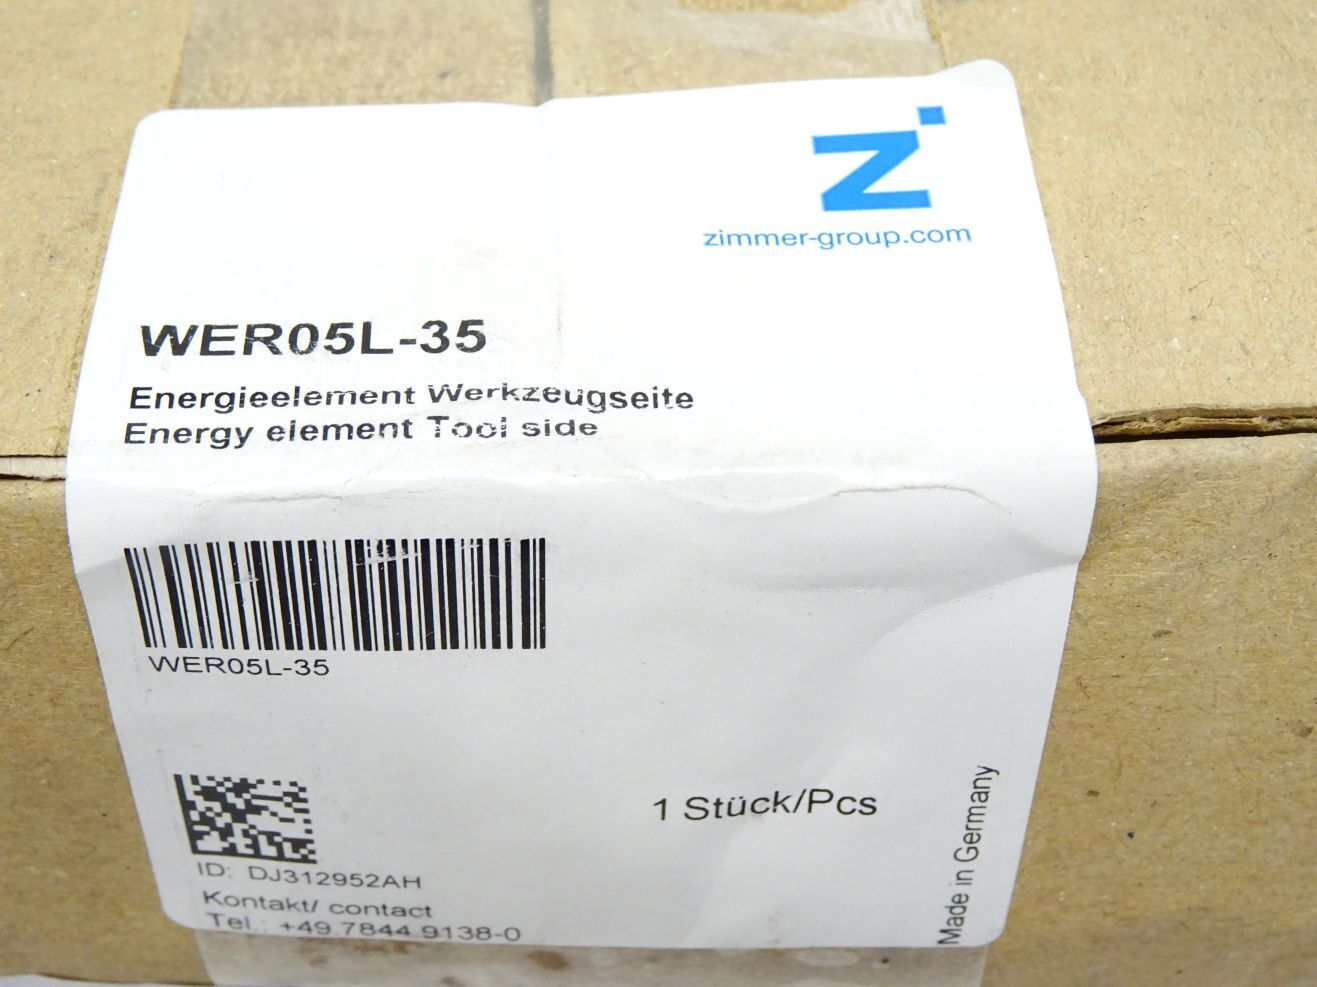 Z
zimmer-group.com
WER05L-35
Energieelement Werkzeugseite
Energy element Tool side
WER05L-35
1 Stück/Pcs
Made in Germany
ID: DJ312952AH
Kontakt/ contact
Tel.: +49.7844.9138-0